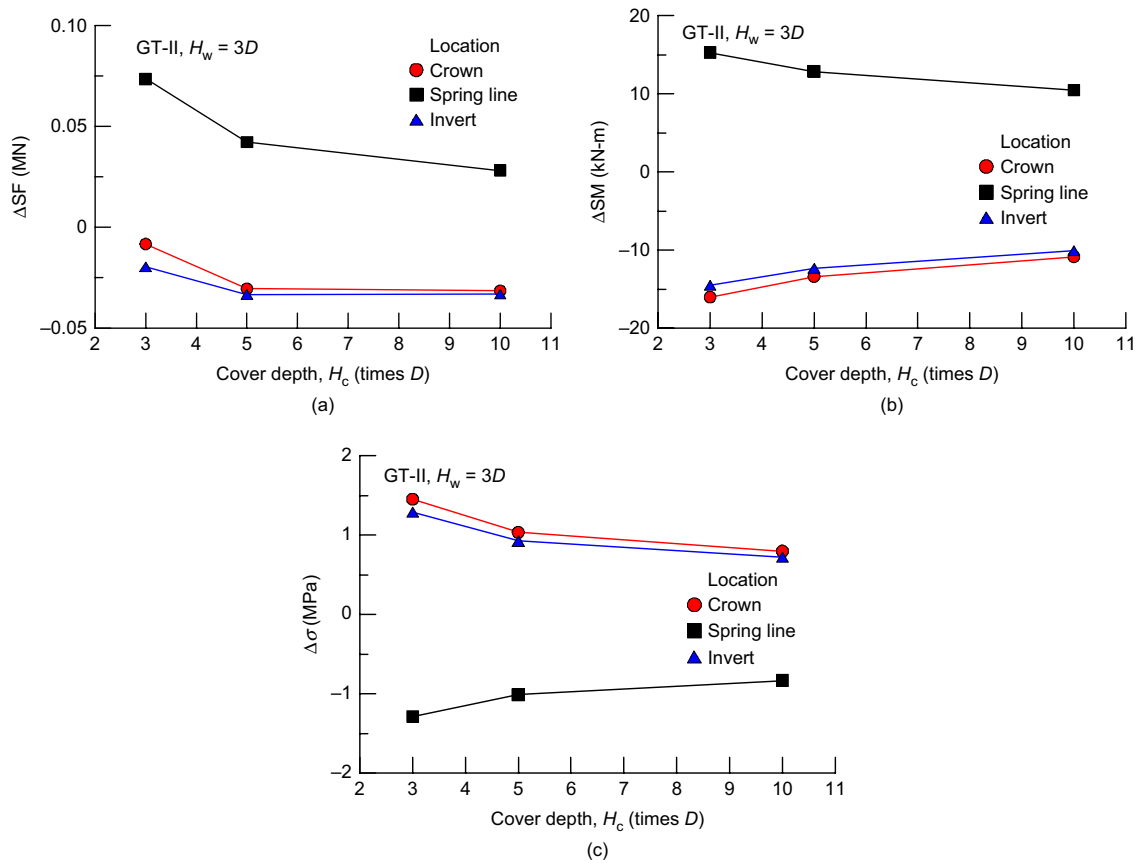 0.10
0.05
0
–0.05
ΔSF (MN)
GT-II, Hw = 3D
Location
Crown
Spring line
Invert
2 3 4 5 6 7 8 9 10 11
Cover depth, Hc (times D)
(a)
20
10
0
–10
–20
ΔSM (kN-m)
GT-II, Hw = 3D
Location
Crown
Spring line
Invert
2 3 4 5 6 7 8 9 10 11
Cover depth, Hc (times D)
(b)
2
1
0
–1
–2
Δσ (MPa)
GT-II, Hw = 3D
Location
Crown
Spring line
Invert
2 3 4 5 6 7 8 9 10 11
Cover depth, Hc (times D)
(c)